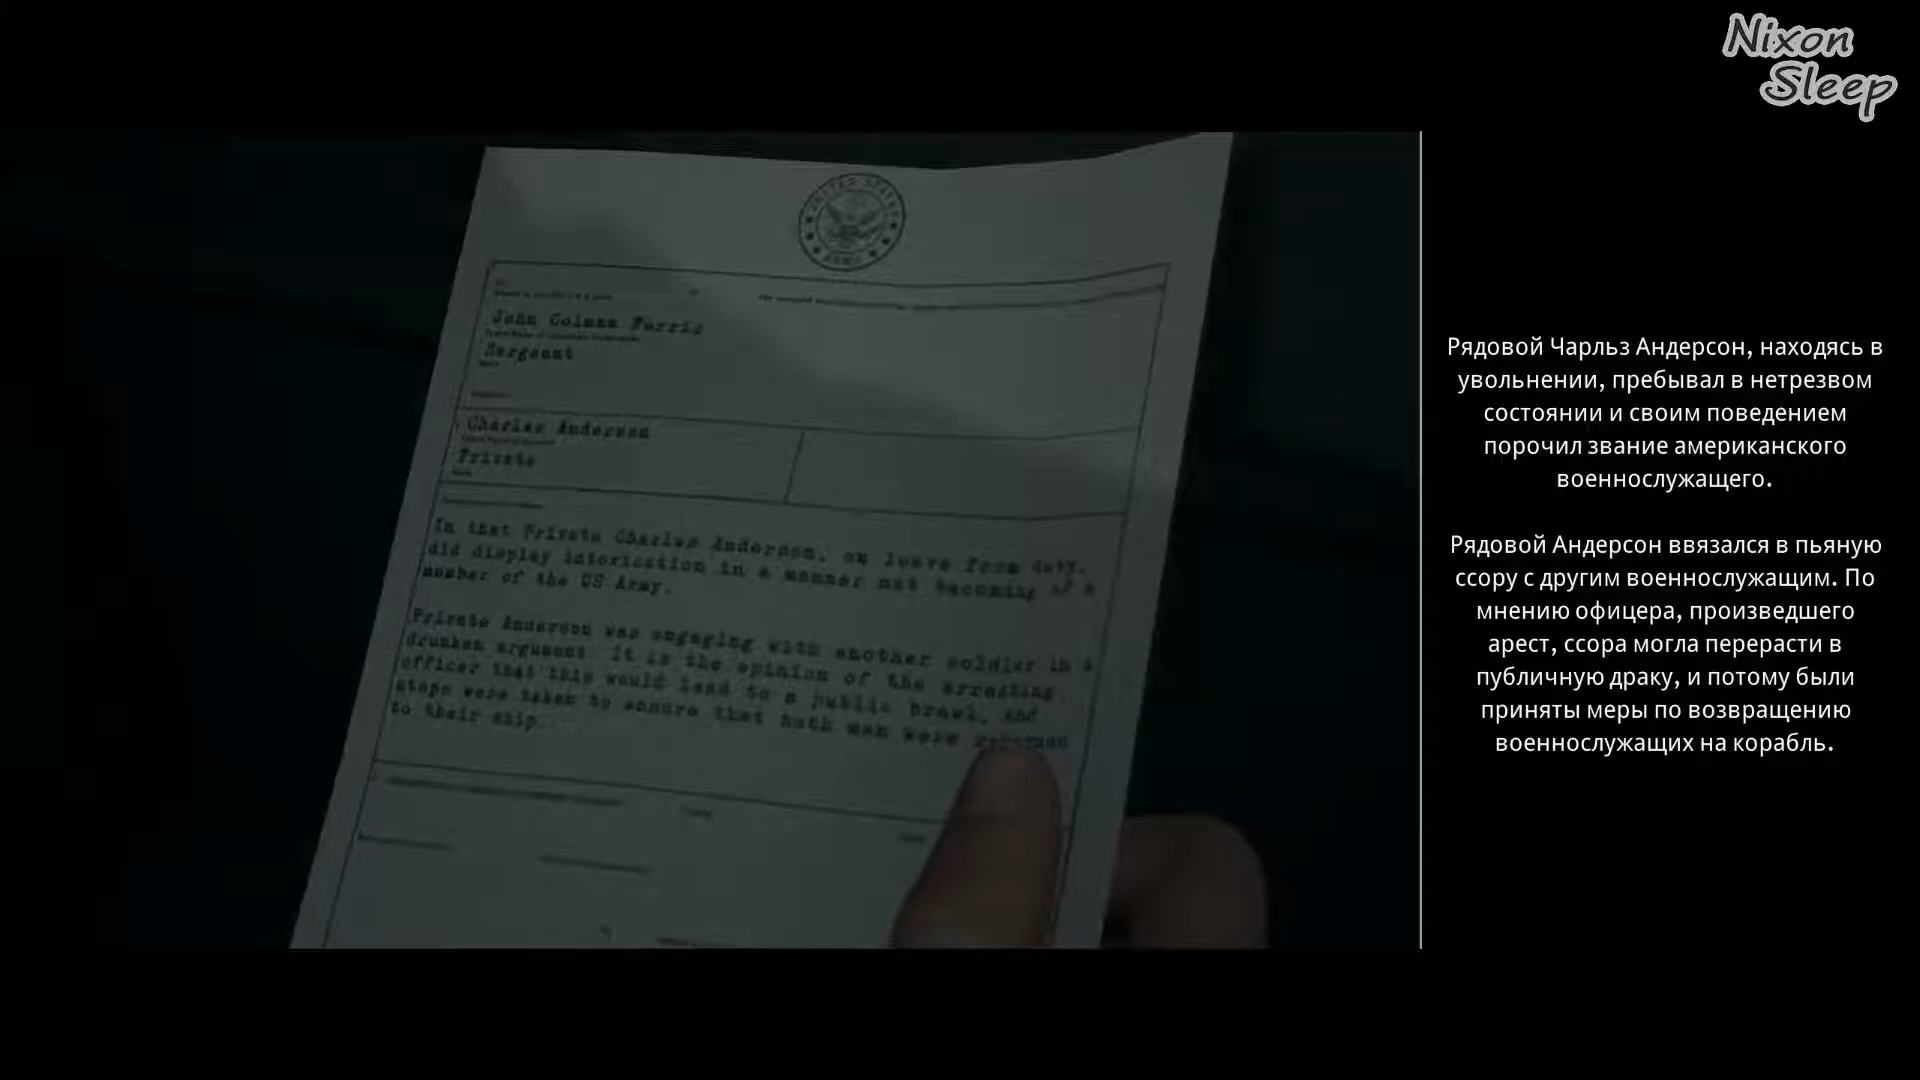 Nixon
Sleep
UNITED STATES
ARMY
John Colman Farris
Sergeant
Charles Anderson
Private
In that Private Charles Anderson, on leave from duty,
did display intoxication in a manner not becoming of a
member of the US Army.
Private Anderson was engaging with another soldier in a
drunken argument. It is the opinion of the arresting
officer that this would lead to a public brawl, and
steps were taken to ensure that both men were returned
to their ship.
Рядовой Чарльз Андерсон, находясь в
увольнении, пребывал в нетрезвом
состоянии и своим поведением
порочил звание американского
военнослужащего.
Рядовой Андерсон ввязался в пьяную
ссору с другим военнослужащим. По
мнению офицера, произведшего
арест, ссора могла перерасти в
публичную драку, и потому были
приняты меры по возвращению
военнослужащих на корабль.